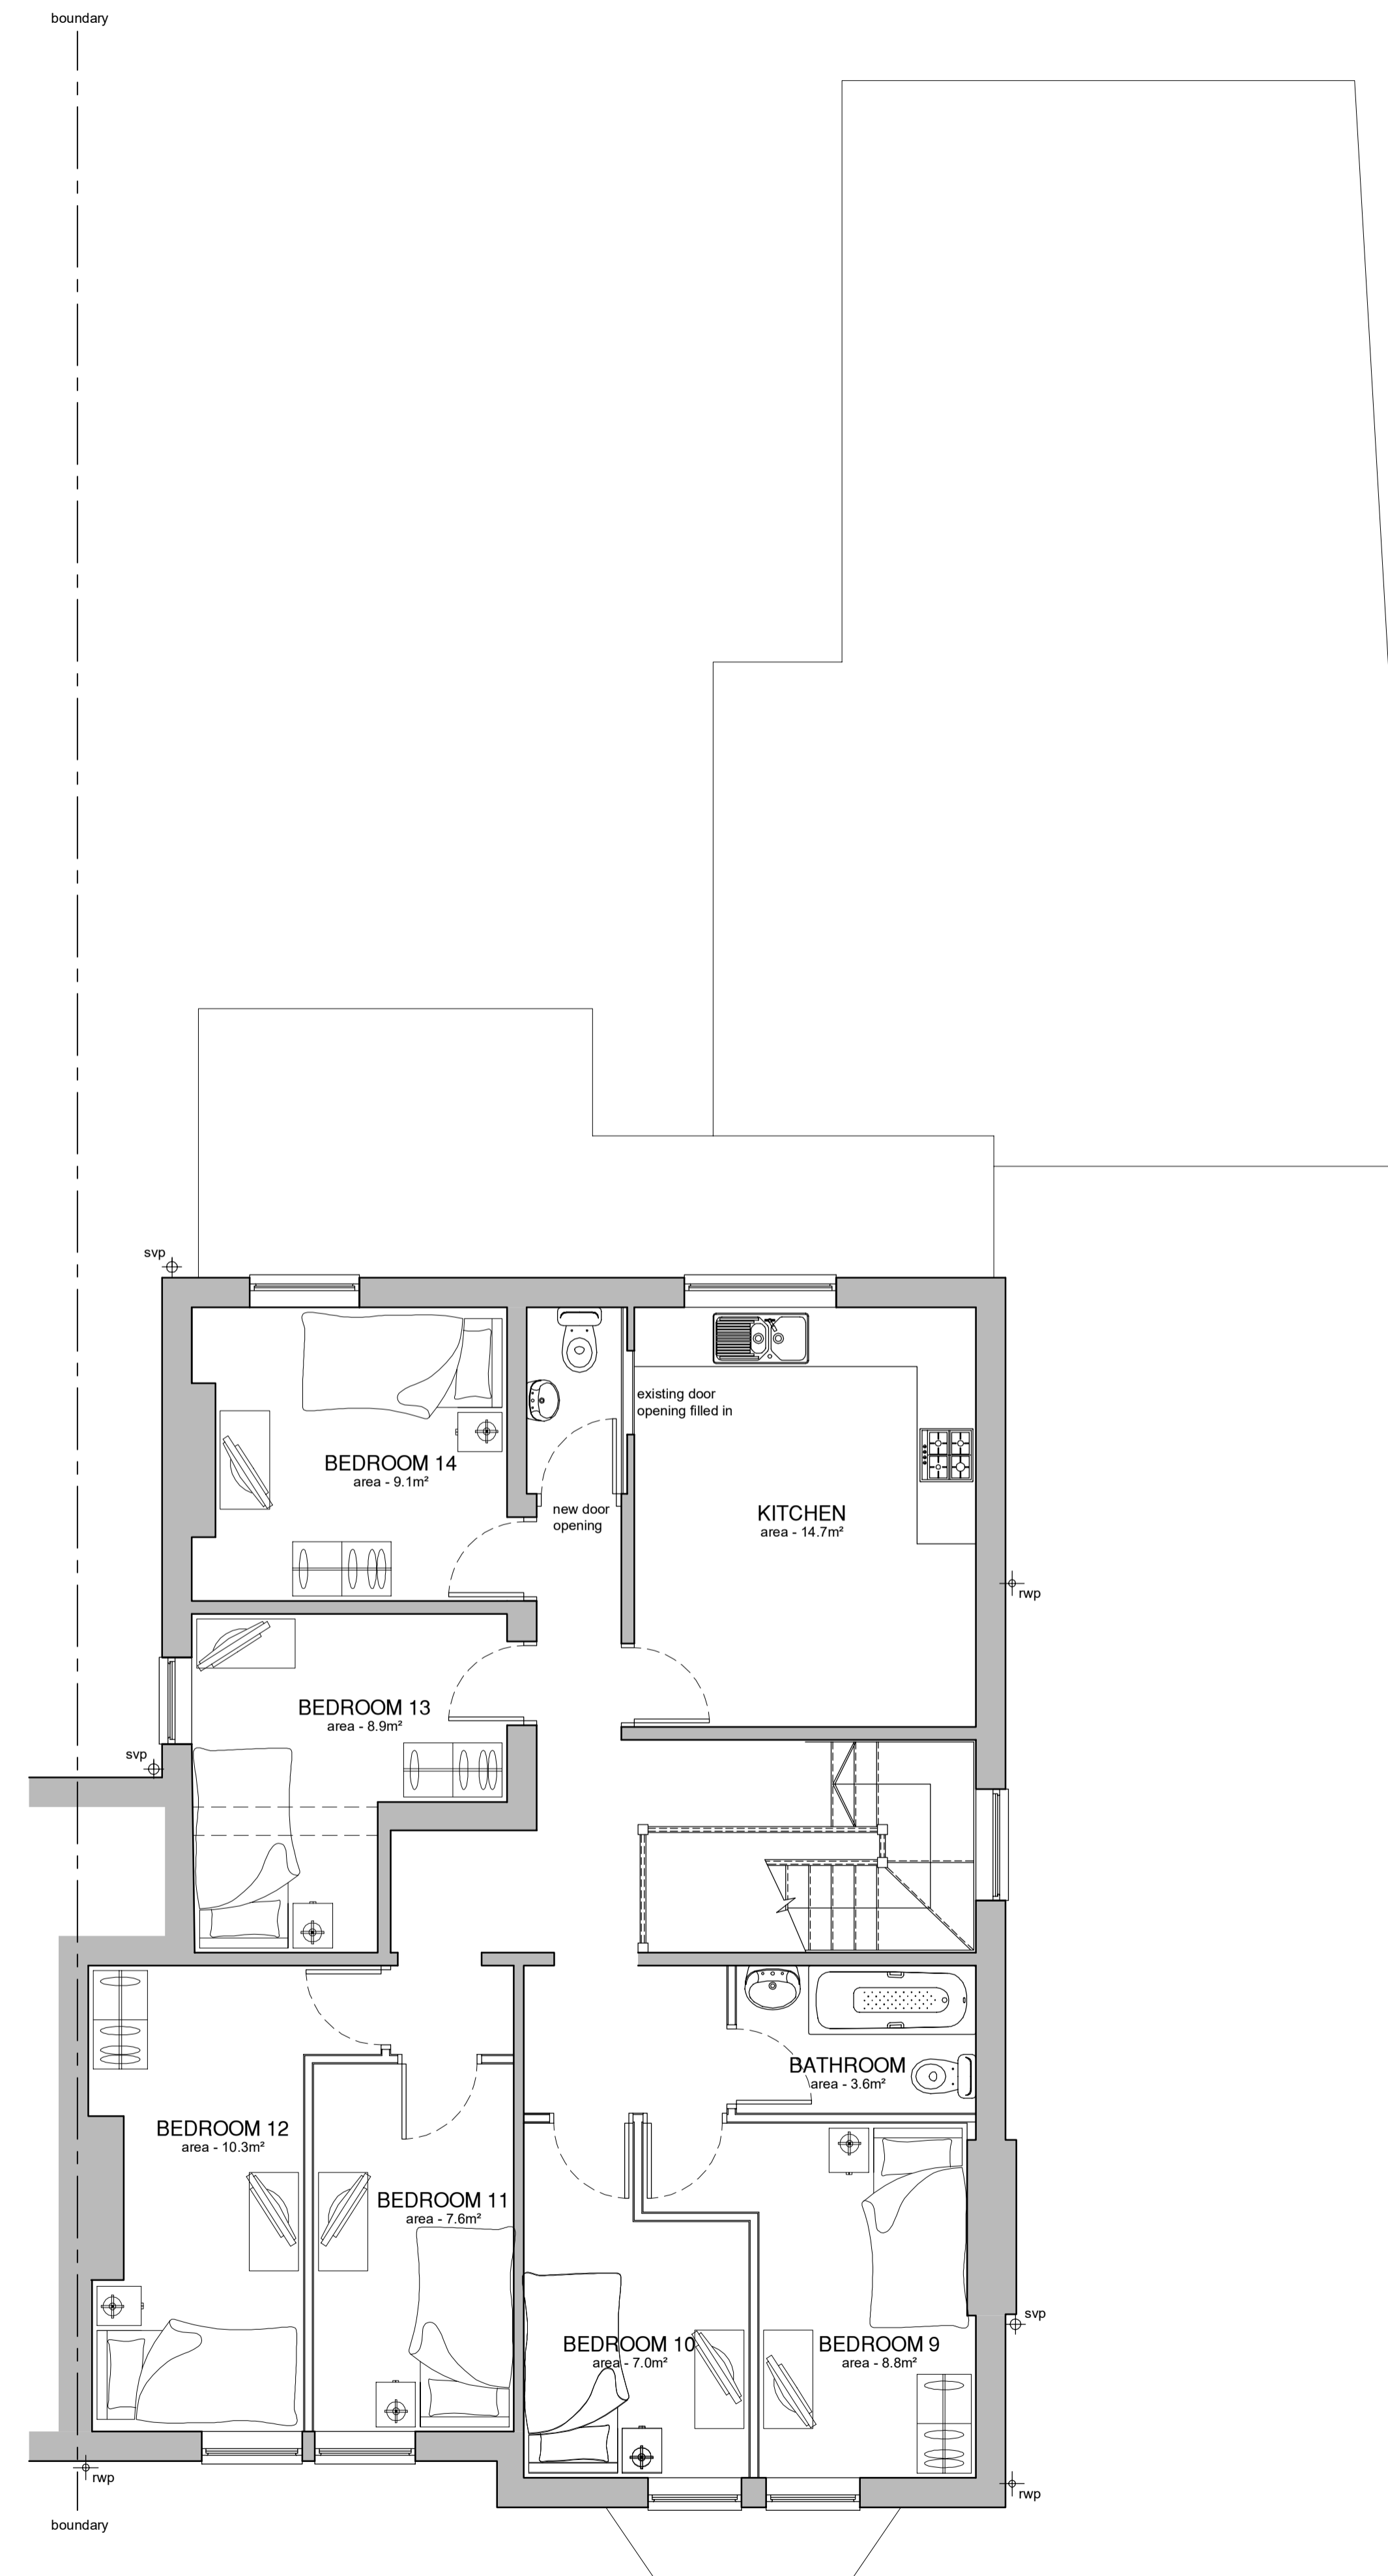 boundary
svp
existing door
opening filled in
BEDROOM 14
area - 9.1m²
new door
opening
KITCHEN
area - 14.7m²
rwp
BEDROOM 13
area - 8.9m²
svp
BATHROOM
area - 3.6m²
BEDROOM 12
area - 10.3m²
BEDROOM 11
area - 7.6m²
svp
BEDROOM 10
area - 7.0m²
BEDROOM 9
area - 8.8m²
rwp
rwp
boundary